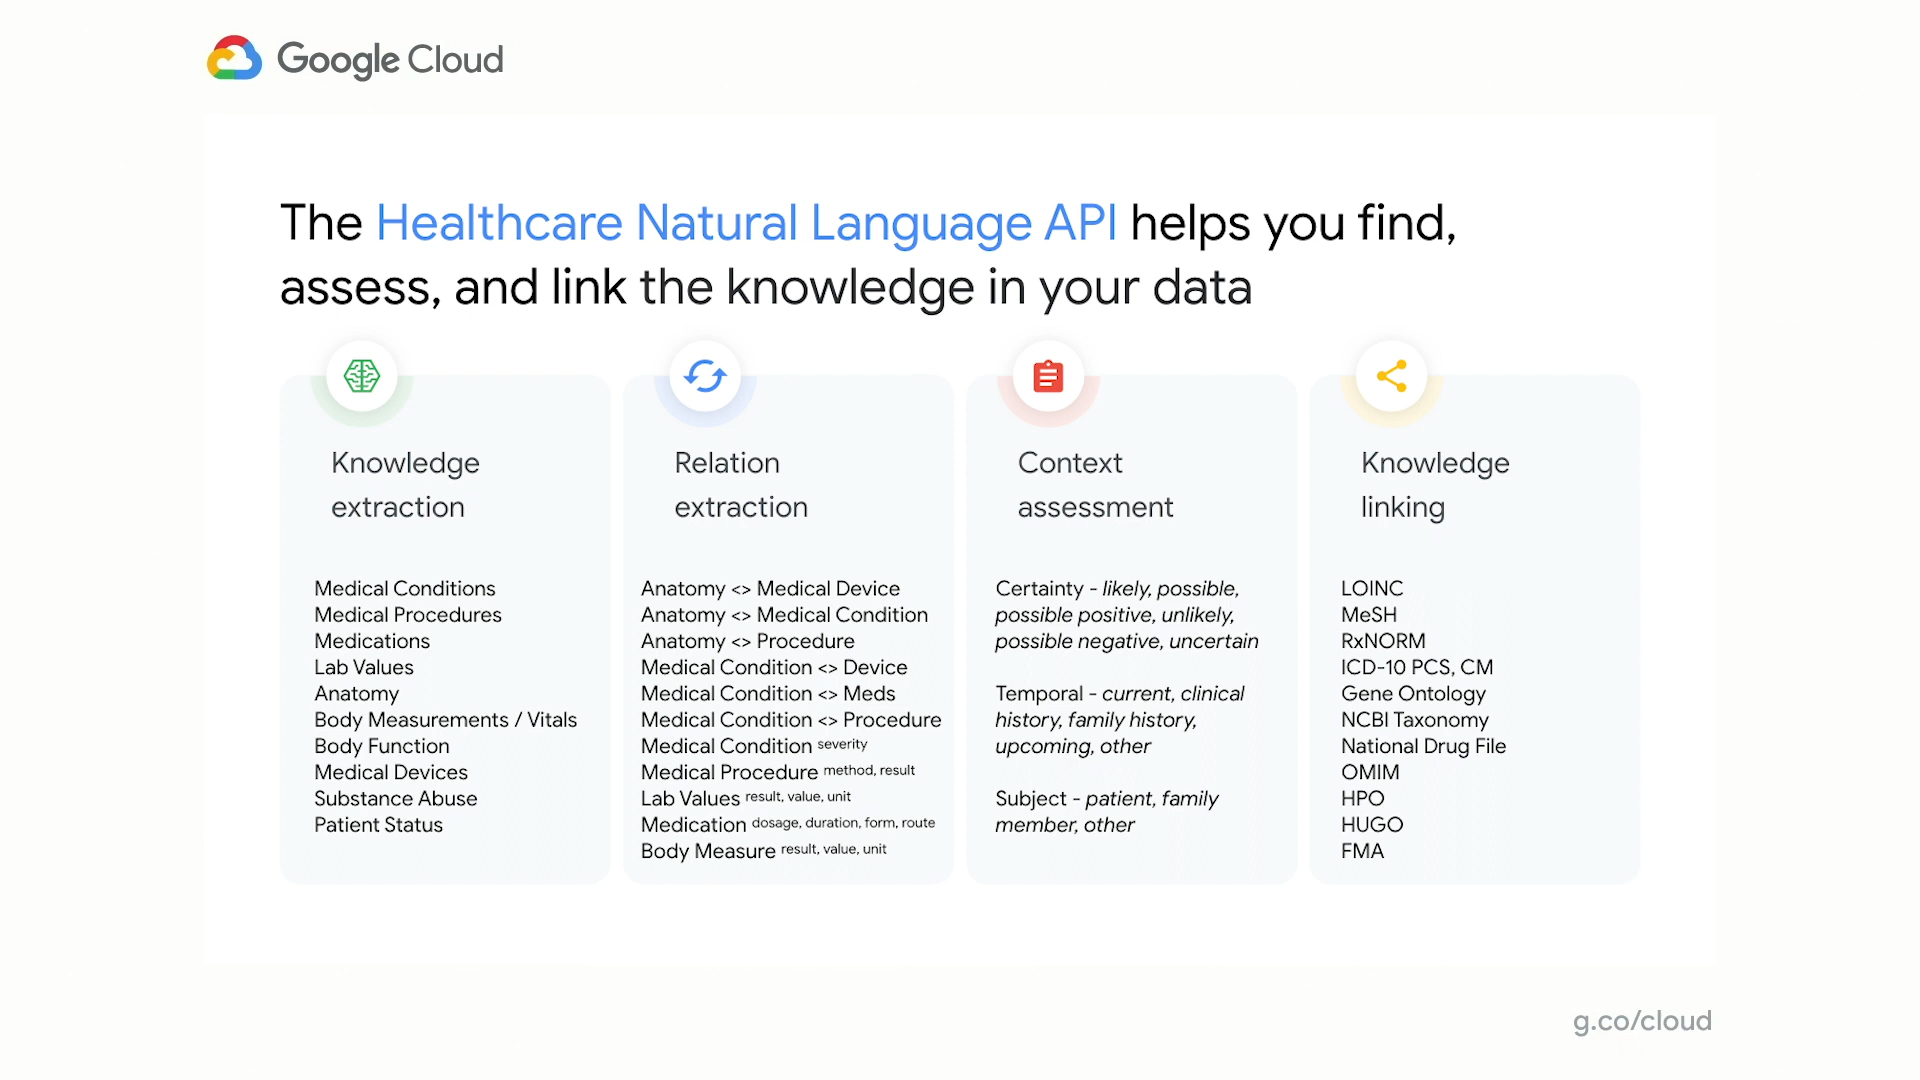 Google Cloud
The Healthcare Natural Language API helps you find,
assess, and link the knowledge in your data
Knowledge
extraction
Medical Conditions
Medical Procedures
Medications
Lab Values
Anatomy
Body Measurements / Vitals
Body Function
Medical Devices
Substance Abuse
Patient Status
Relation
extraction
Anatomy <> Medical Device
Anatomy <> Medical Condition
Anatomy <> Procedure
Medical Condition <> Device
Medical Condition <> Meds
Medical Condition <> Procedure
Medical Condition severity
Medical Procedure method, result
Lab Values result, value, unit
Medication dosage, duration, form, route
Body Measure result, value, unit
Context
assessment
Certainty - likely, possible,
possible positive, unlikely,
possible negative, uncertain
Temporal - current, clinical
history, family history,
upcoming, other
Subject - patient, family
member, other
Knowledge
linking
LOINC
MeSH
RxNORM
ICD-10 PCS, CM
Gene Ontology
NCBI Taxonomy
National Drug File
OMIM
HPO
HUGO
FMA
g.co/cloud